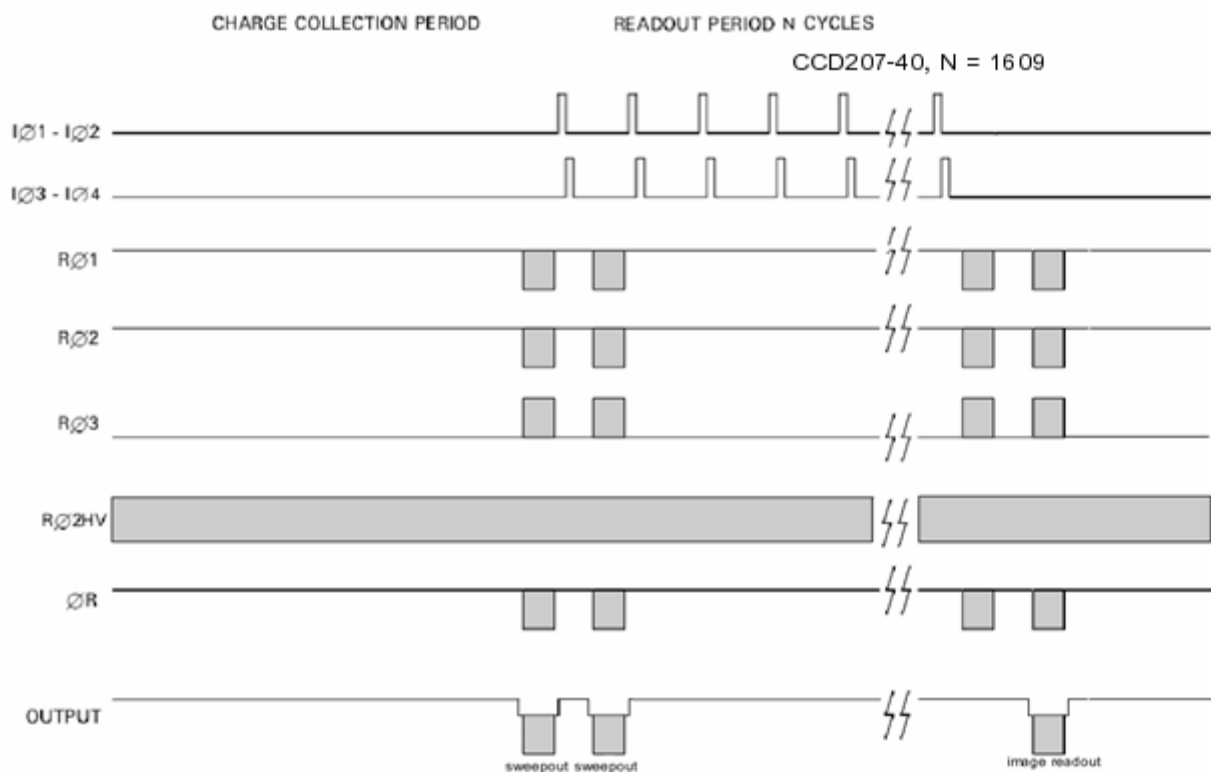 CHARGE COLLECTION PERIOD READOUT PERIOD N CYCLES
CCD207-40, N = 1609
IØ1 - IØ2
IØ3 - IØ4
RØ1
RØ2
RØ3
RØ2HV
ØR
OUTPUT
sweepout sweepout image readout